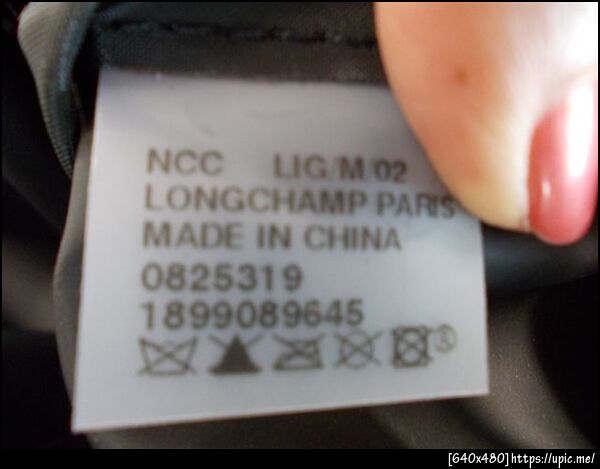 NCC LIG/M/02
LONGCHAMP PARIS
MADE IN CHINA
0825319
1899089645
[640x480]https://upic.me/